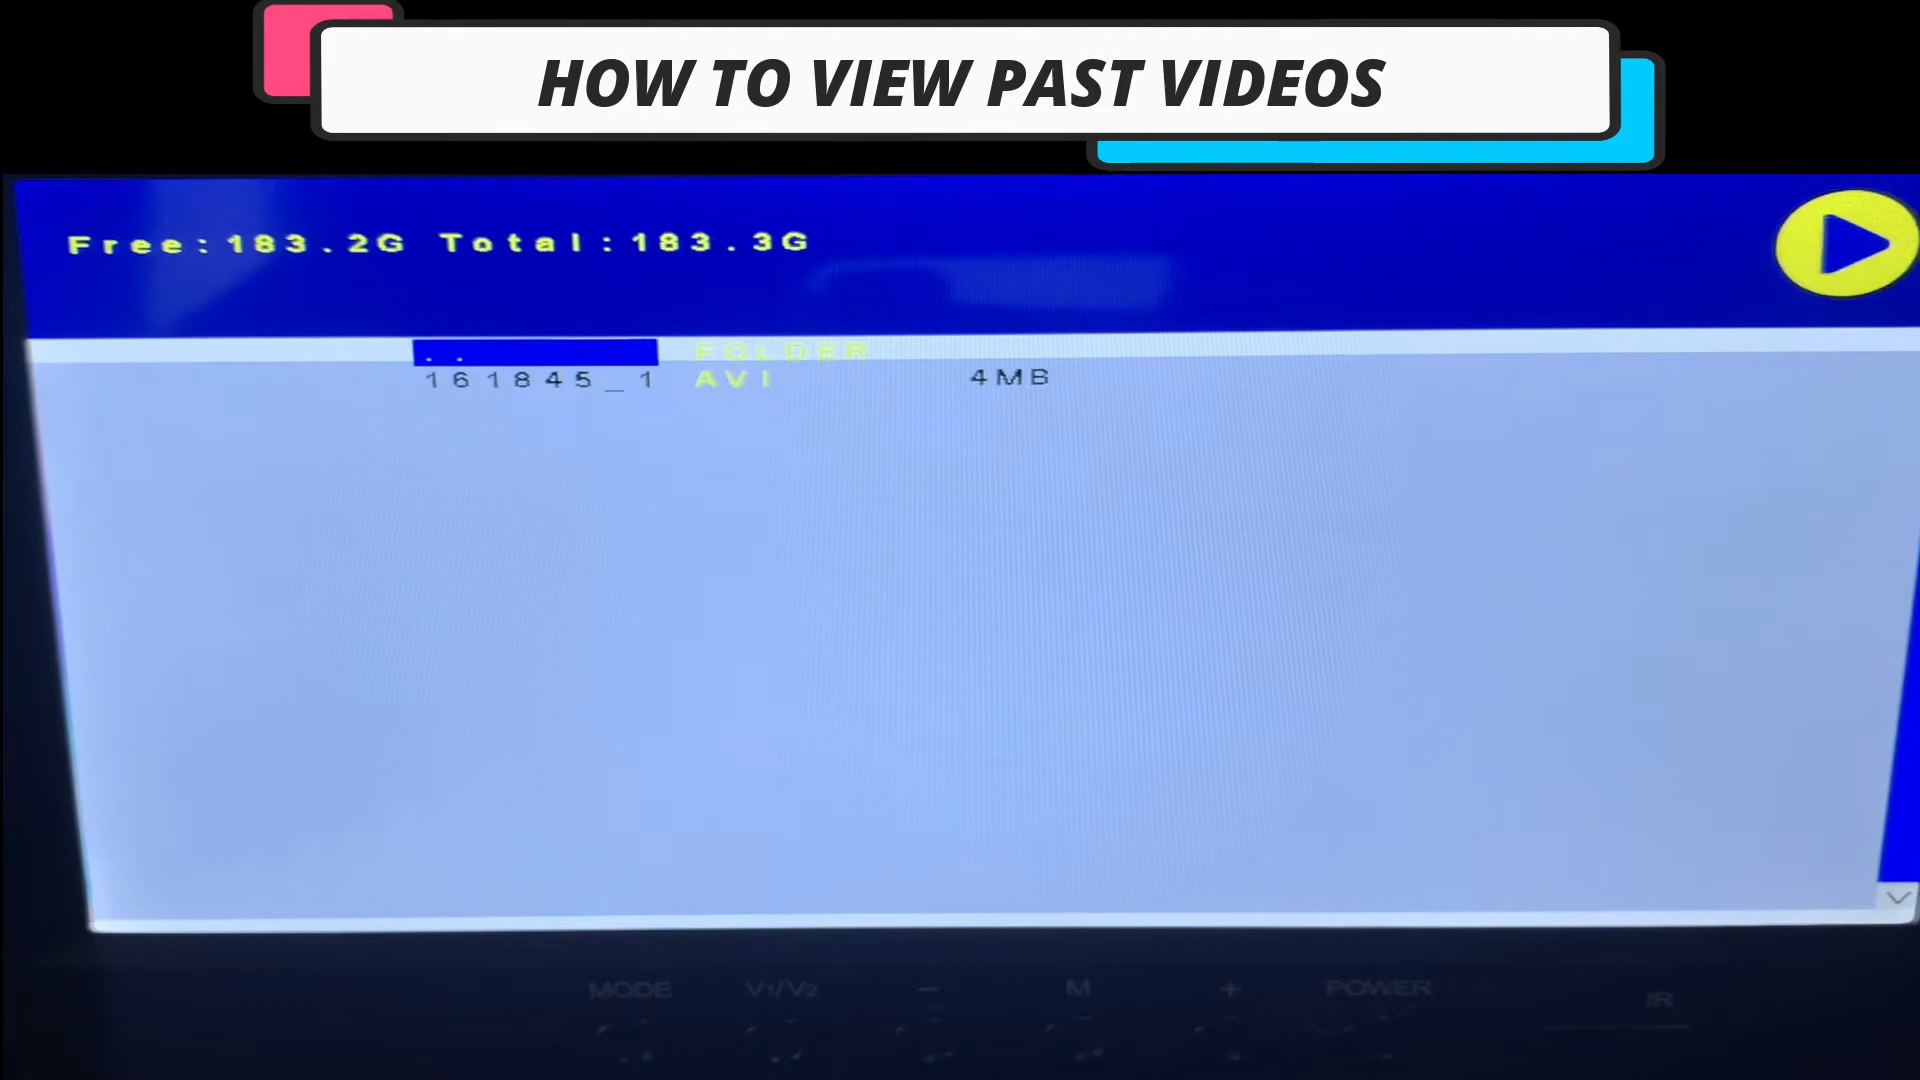 HOW TO VIEW PAST VIDEOS
Free:183.2G Total:183.3G
.. FOLDER
161845_1 AVI 4MB
MODE V1/V2 − M + POWER IR